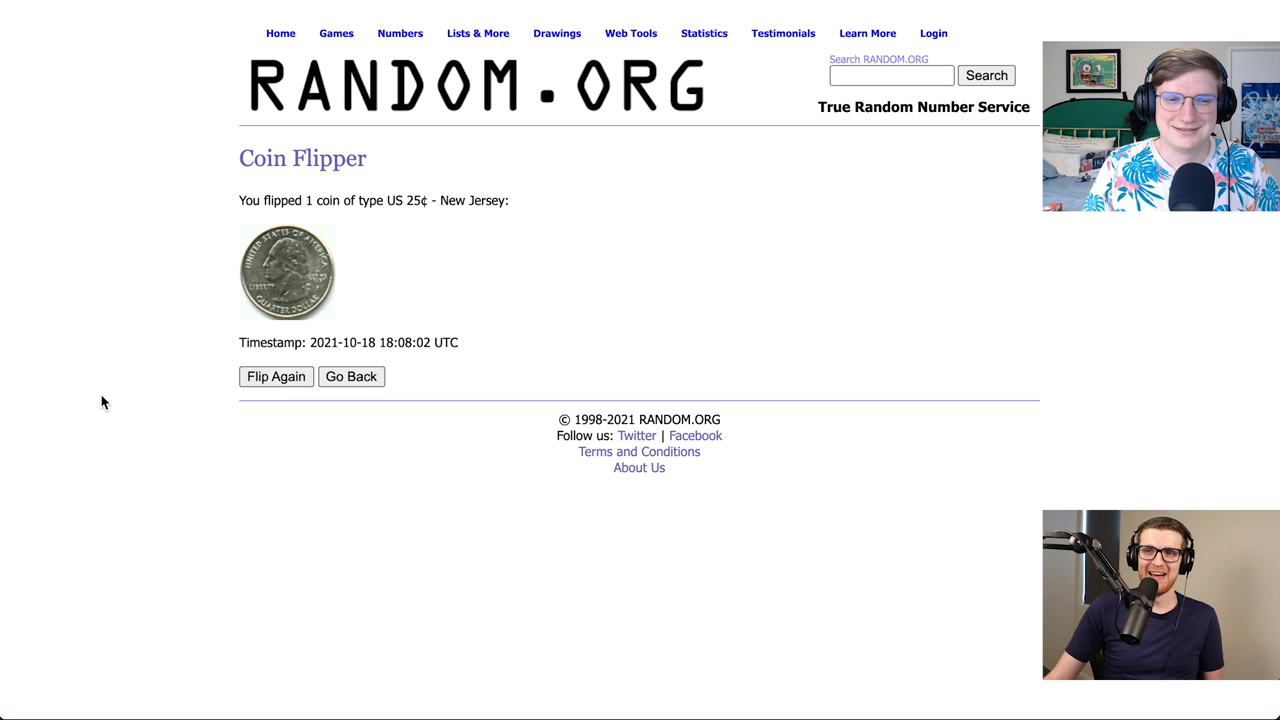 Home Games Numbers Lists & More Drawings Web Tools Statistics Testimonials Learn More Login
RANDOM.ORG
Search RANDOM.ORG
Search
True Random Number Service
Coin Flipper
You flipped 1 coin of type US 25¢ - New Jersey:
UNITED STATES OF AMERICA
LIBERTY
QUARTER DOLLAR
Timestamp: 2021-10-18 18:08:02 UTC
Flip Again Go Back
© 1998-2021 RANDOM.ORG
Follow us: Twitter | Facebook
Terms and Conditions
About Us